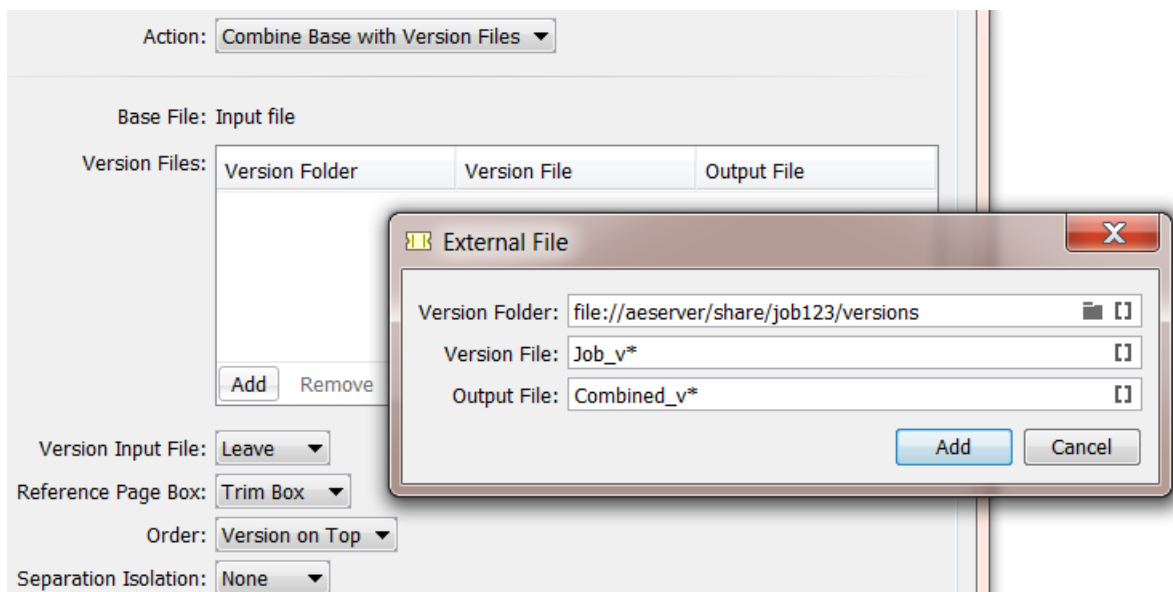 Action: Combine Base with Version Files
Base File: Input file
Version Files:
Version Folder Version File Output File
External File
Version Folder: file://aeserver/share/job123/versions
Version File: Job_v*
Output File: Combined_v*
Add Cancel
Add Remove
Version Input File: Leave
Reference Page Box: Trim Box
Order: Version on Top
Separation Isolation: None